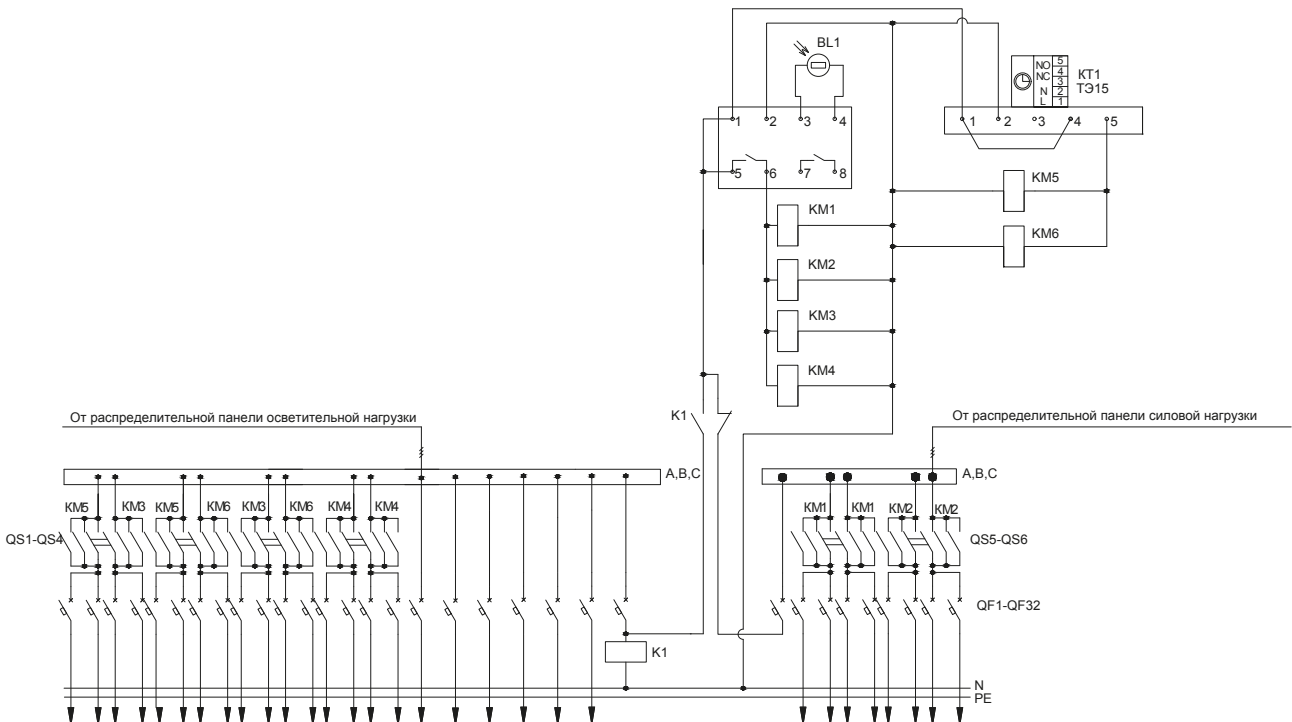 BL1
NO
NC
N
L
5
4
3
2
1
КТ1
ТЭ15
1 2 3 4
1 2 3 4 5
5 6 7 8
KM5
KM1
KM6
KM2
KM3
KM4
От распределительной панели осветительной нагрузки
K1
От распределительной панели силовой нагрузки
A,B,C
A,B,C
KM5 KM3 KM5 KM6 KM3 KM6 KM4 KM4
KM1 KM1 KM2 KM2
QS1-QS4
QS5-QS6
QF1-QF32
K1
N
PE